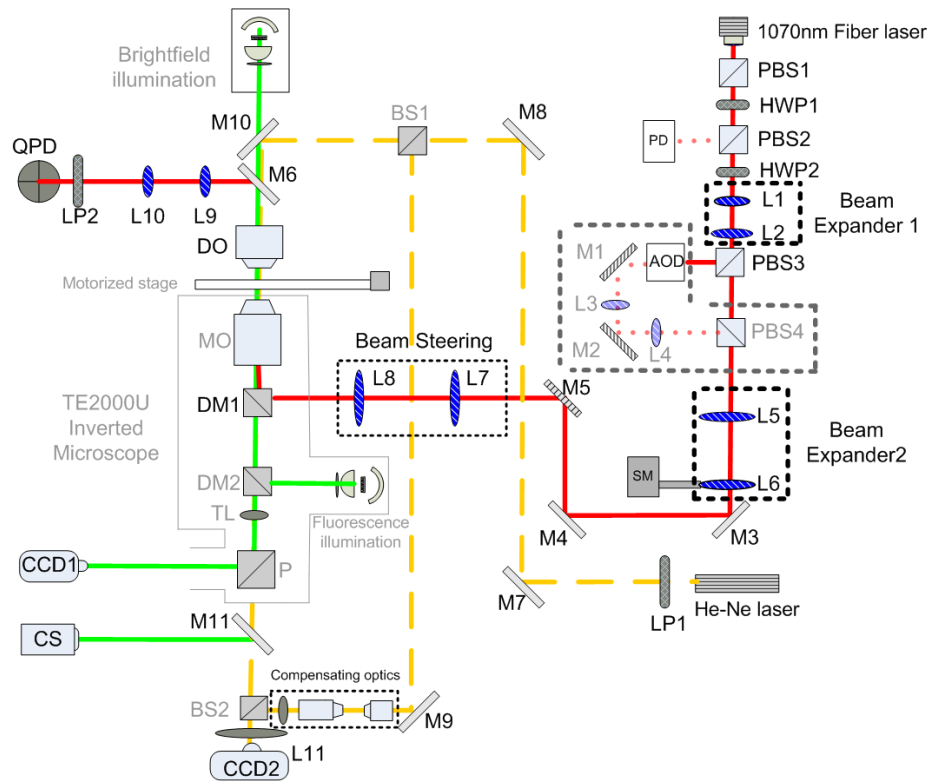 1070nm Fiber laser
Brightfield
illumination
PBS1
HWP1
M10
BS1
M8
PD
PBS2
QPD
M6
HWP2
LP2
L10
L9
L1
Beam
Expander 1
L2
DO
M1
AOD
PBS3
Motorized stage
L3
MO
Beam Steering
M2
L4
PBS4
L8
L7
M5
TE2000U
Inverted
Microscope
DM1
L5
Beam
Expander2
DM2
SM
L6
TL
Fluorescence
illumination
M4
M3
CCD1
P
M7
LP1
He-Ne laser
M11
CS
Compensating optics
BS2
M9
L11
CCD2